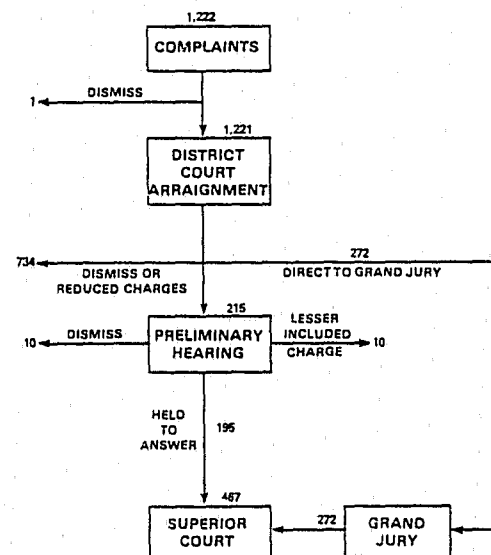 1,222
COMPLAINTS
DISMISS
1
1,221
DISTRICT
COURT
ARRAIGNMENT
734
272
DISMISS OR
REDUCED CHARGES
DIRECT TO GRAND JURY
215
PRELIMINARY
HEARING
DISMISS
10
LESSER
INCLUDED
CHARGE
10
HELD
TO
ANSWER
195
467
SUPERIOR
COURT
272
GRAND
JURY